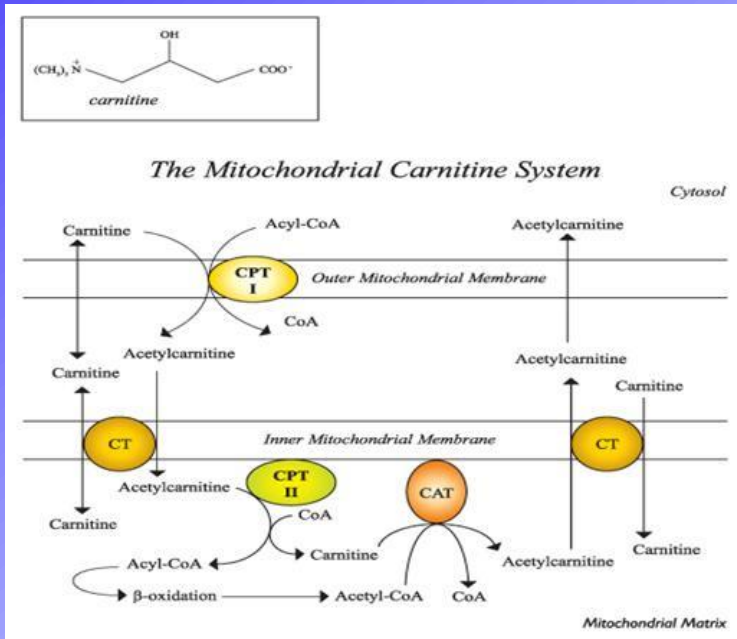 OH
(CH₃)₃N⁺
COO⁻
carnitine
The Mitochondrial Carnitine System
Cytosol
Carnitine
Acyl-CoA
Acetylcarnitine
CPT
I
Outer Mitochondrial Membrane
CoA
Acetylcarnitine
Carnitine
Acetylcarnitine
Carnitine
CT
Inner Mitochondrial Membrane
CT
Acetylcarnitine
CPT
II
CAT
CoA
Carnitine
Carnitine
Acetylcarnitine
Carnitine
Acyl-CoA
β-oxidation
Acetyl-CoA
CoA
Mitochondrial Matrix